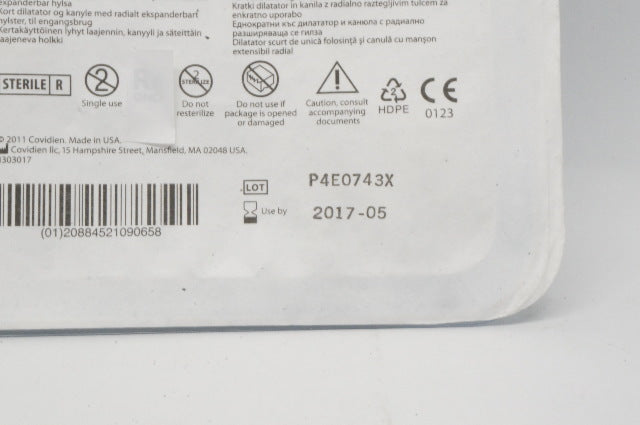 ekspanderbar hylsa
Kort dilatator og kanyle med radialt ekspanderbart
hylster, til engangsbrug
Kertakäyttöinen lyhyt laajennin, kanyyli ja säteittäin
laajeneva holkki
Kratki dilatator in kanila z radialno raztegljivim tulcem za
enkratno uporabo
Еднократни къс дилататор и канюла с радиално
разширяваща се гилза
Dilatator scurt de unică folosință și canulă cu manșon
extensibil radial
STERILE R
2
Single use
2
STERILIZE
Do not
resterilize
Do not use if
package is opened
or damaged
Caution, consult
accompanying
documents
2
HDPE
CE
0123
© 2011 Covidien. Made in USA.
Covidien llc, 15 Hampshire Street, Mansfield, MA 02048 USA.
303017
(01)20884521090658
LOT P4E0743X
Use by 2017-05